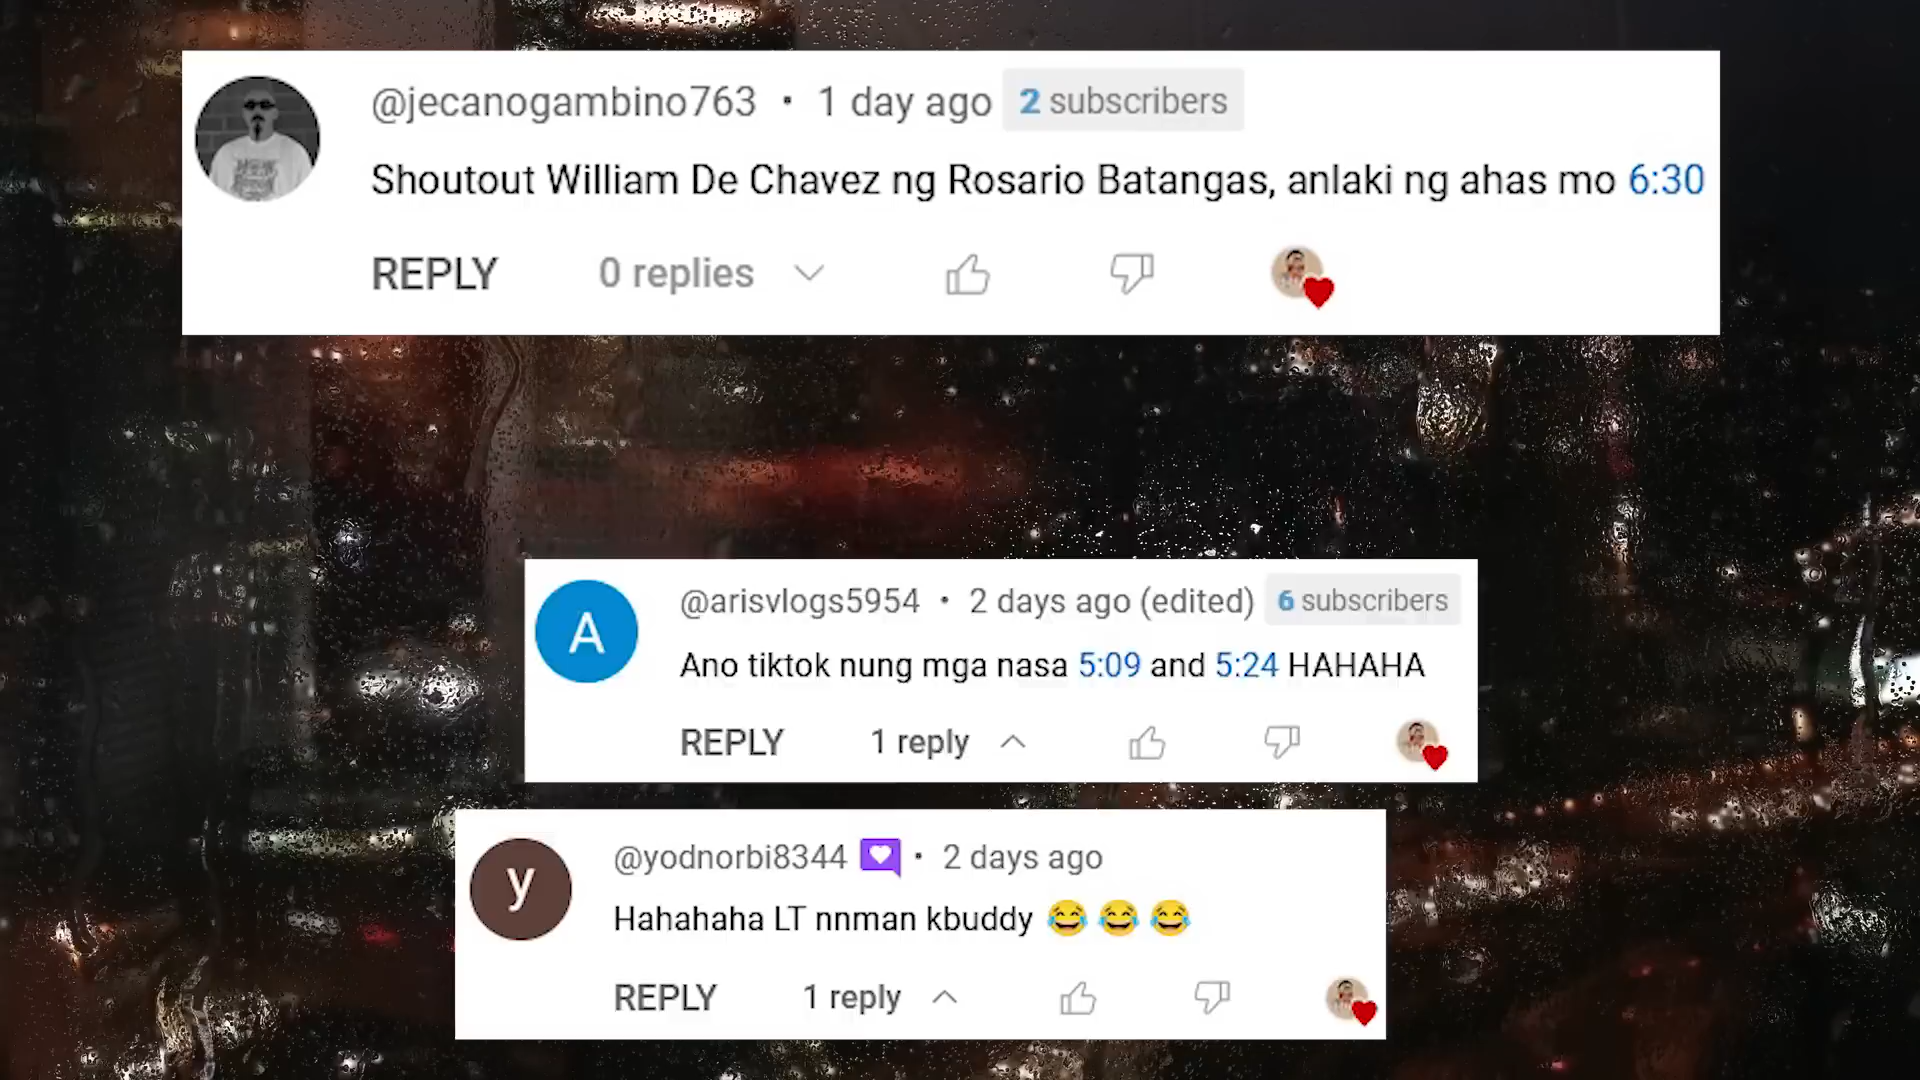 @jecanogambino763 • 1 day ago 2 subscribers
Shoutout William De Chavez ng Rosario Batangas, anlaki ng ahas mo 6:30
REPLY 0 replies
@arisvlogs5954 • 2 days ago (edited) 6 subscribers
Ano tiktok nung mga nasa 5:09 and 5:24 HAHAHA
REPLY 1 reply
@yodnorbi8344 • 2 days ago
Hahahaha LT nnman kbuddy 😂 😂 😂
REPLY 1 reply
A
y